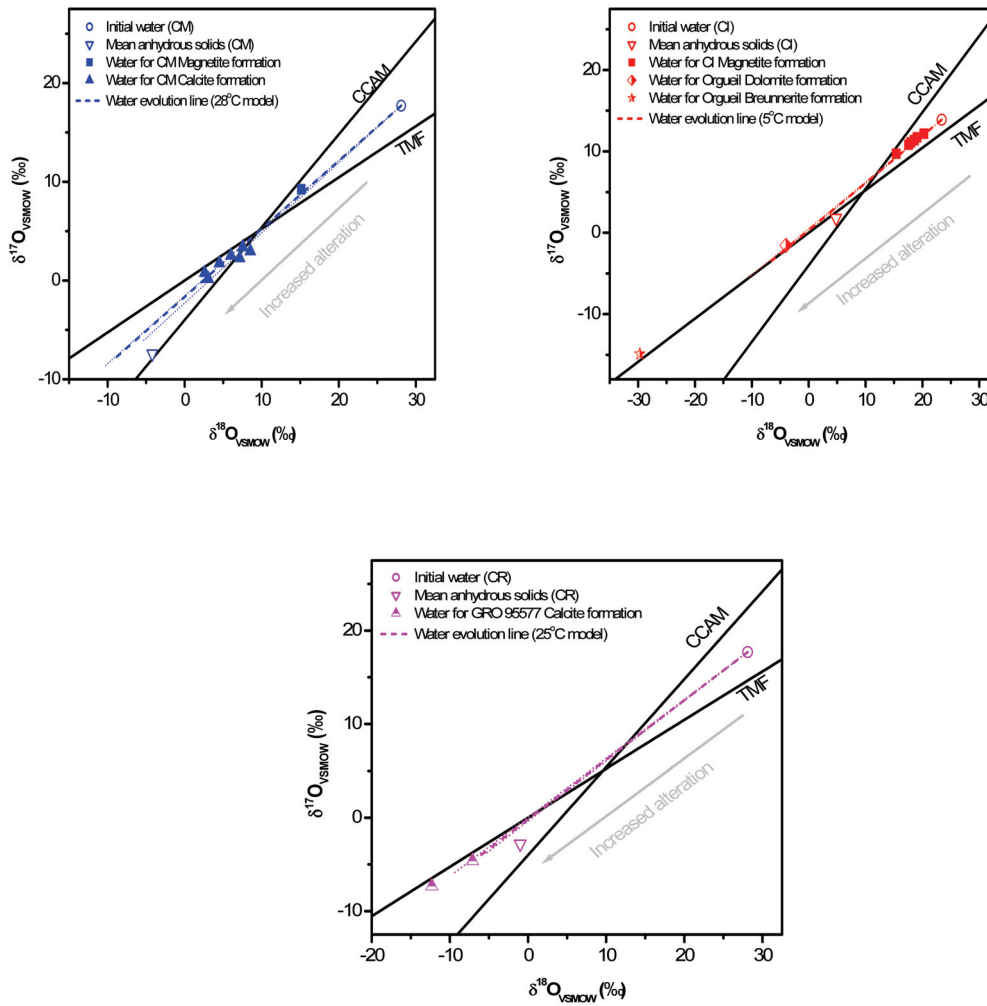 Initial water (CM)
Mean anhydrous solids (CM)
Water for CM Magnetite formation
Water for CM Calcite formation
Water evolution line (28°C model)
CCAM
TMF
Increased alteration
20
10
0
-10
-10
0
10
20
30
δ17OVSMOW (‰)
δ18OVSMOW (‰)
Initial water (CI)
Mean anhydrous solids (CI)
Water for CI Magnetite formation
Water for Orgueil Dolomite formation
Water for Orgueil Breunnerite formation
Water evolution line (5°C model)
CCAM
TMF
Increased alteration
20
10
0
-10
-30
-20
-10
0
10
20
30
δ17OVSMOW (‰)
δ18OVSMOW (‰)
Initial water (CR)
Mean anhydrous solids (CR)
Water for GRO 95577 Calcite formation
Water evolution line (25°C model)
CCAM
TMF
Increased alteration
20
10
0
-10
-20
-10
0
10
20
30
δ17OVSMOW (‰)
δ18OVSMOW (‰)